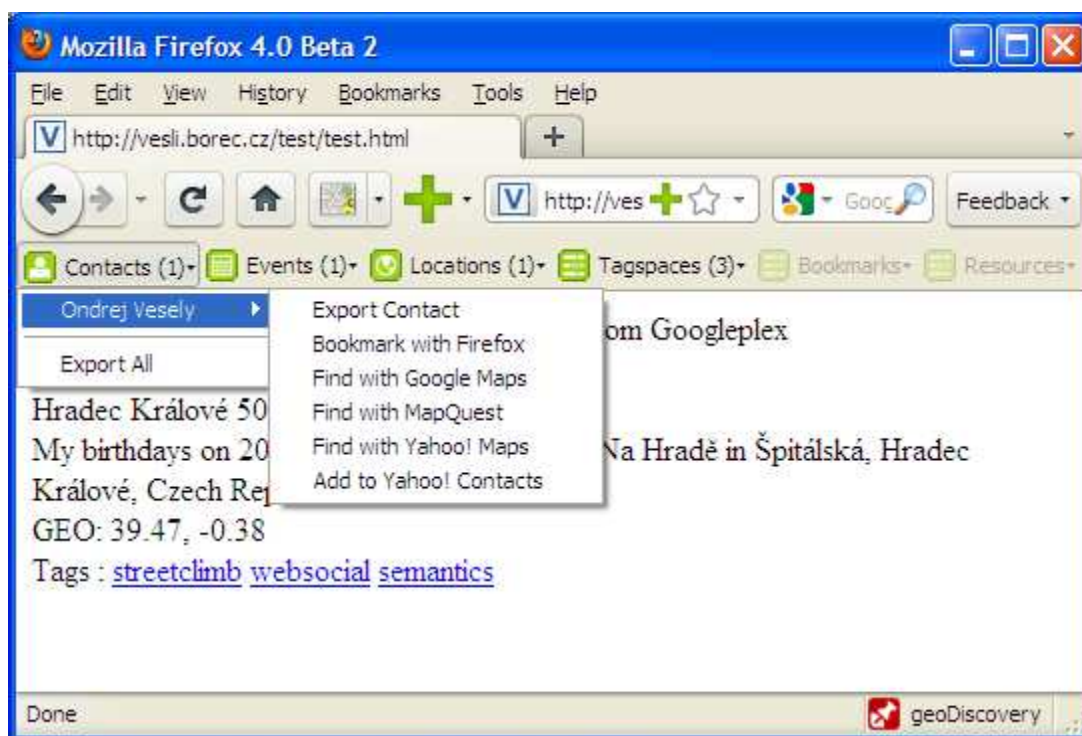 Mozilla Firefox 4.0 Beta 2
File Edit View History Bookmarks Tools Help
V http://vesli.borec.cz/test/test.html +
V http://ves Goog Feedback
Contacts (1) Events (1) Locations (1) Tagspaces (3) Bookmarks Resources
Ondrej Vesely
Export All
Export Contact
Bookmark with Firefox
Find with Google Maps
Find with MapQuest
Find with Yahoo! Maps
Add to Yahoo! Contacts
om Googleplex
Hradec Králové 50
My birthdays on 20 Na Hradě in Špitálská, Hradec
Králové, Czech Rep
GEO: 39.47, -0.38
Tags : streetclimb websocial semantics
Done geoDiscovery